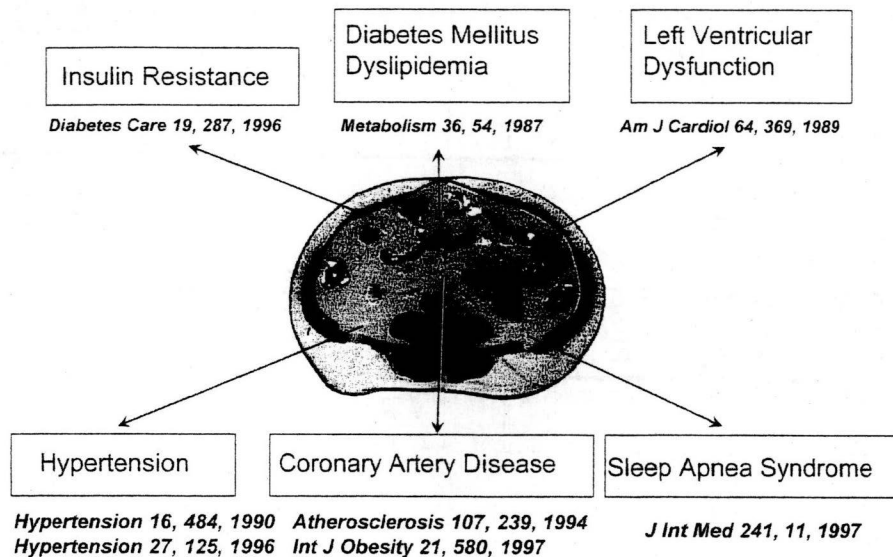 Insulin Resistance
Diabetes Care 19, 287, 1996
Diabetes Mellitus
Dyslipidemia
Metabolism 36, 54, 1987
Left Ventricular
Dysfunction
Am J Cardiol 64, 369, 1989
Hypertension
Hypertension 16, 484, 1990
Hypertension 27, 125, 1996
Coronary Artery Disease
Atherosclerosis 107, 239, 1994
Int J Obesity 21, 580, 1997
Sleep Apnea Syndrome
J Int Med 241, 11, 1997